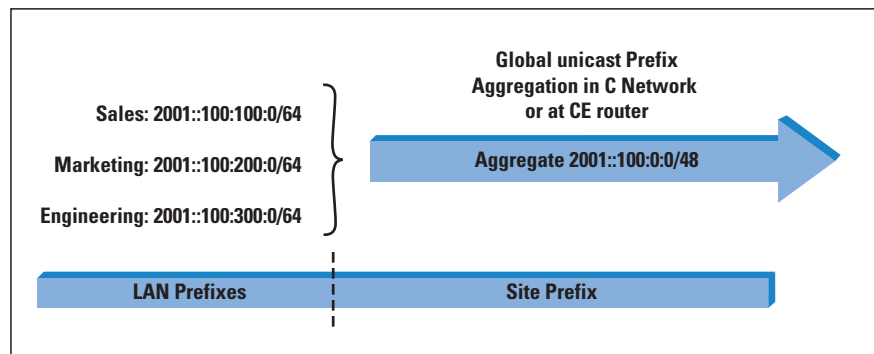 Global unicast Prefix
Aggregation in C Network
or at CE router
Sales: 2001::100:100:0/64
Marketing: 2001::100:200:0/64
Engineering: 2001::100:300:0/64
Aggregate 2001::100:0:0/48
LAN Prefixes
Site Prefix